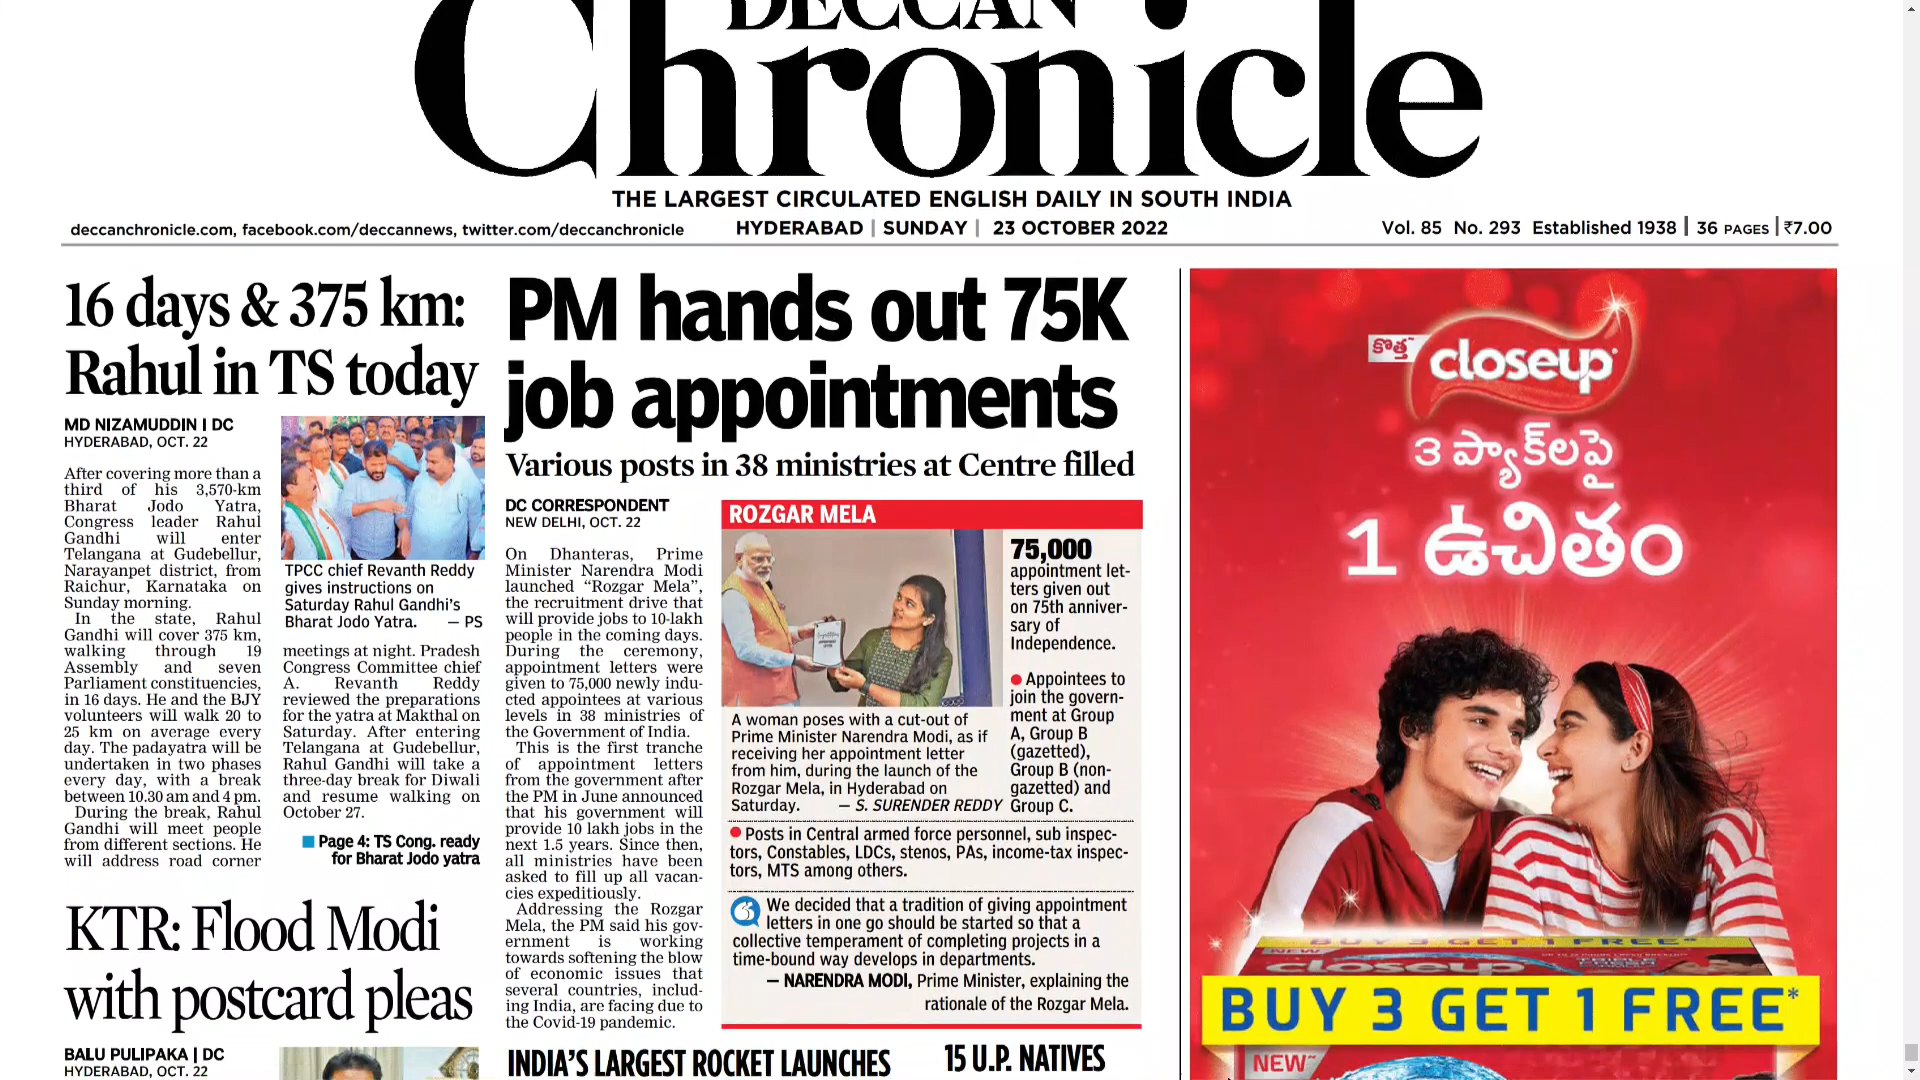 DECCAN
Chronicle
THE LARGEST CIRCULATED ENGLISH DAILY IN SOUTH INDIA
deccanchronicle.com, facebook.com/deccannews, twitter.com/deccanchronicle
HYDERABAD | SUNDAY | 23 OCTOBER 2022
Vol. 85 No. 293 Established 1938 | 36 PAGES | ₹7.00
16 days & 375 km:
Rahul in TS today
MD NIZAMUDDIN I DC
HYDERABAD, OCT. 22
After covering more than a
third of his 3,570-km
Bharat Jodo Yatra,
Congress leader Rahul
Gandhi will enter
Telangana at Gudebellur,
Narayanpet district, from
Raichur, Karnataka on
Sunday morning.
In the state, Rahul
Gandhi will cover 375 km,
walking through 19
Assembly and seven
Parliament constituencies,
in 16 days. He and the BJY
volunteers will walk 20 to
25 km on average every
day. The padayatra will be
undertaken in two phases
every day, with a break
between 10.30 am and 4 pm.
During the break, Rahul
Gandhi will meet people
from different sections. He
will address road corner
TPCC chief Revanth Reddy
gives instructions on
Saturday Rahul Gandhi's
Bharat Jodo Yatra. — PS
meetings at night. Pradesh
Congress Committee chief
A. Revanth Reddy
reviewed the preparations
for the yatra at Makthal on
Saturday. After entering
Telangana at Gudebellur,
Rahul Gandhi will take a
three-day break for Diwali
and resume walking on
October 27.
Page 4: TS Cong. ready
for Bharat Jodo yatra
KTR: Flood Modi
with postcard pleas
BALU PULIPAKA | DC
HYDERABAD, OCT. 22
PM hands out 75K
job appointments
Various posts in 38 ministries at Centre filled
DC CORRESPONDENT
NEW DELHI, OCT. 22
On Dhanteras, Prime
Minister Narendra Modi
launched “Rozgar Mela”,
the recruitment drive that
will provide jobs to 10-lakh
people in the coming days.
During the ceremony,
appointment letters were
given to 75,000 newly indu-
cted appointees at various
levels in 38 ministries of
the Government of India.
This is the first tranche
of appointment letters
from the government after
the PM in June announced
that his government will
provide 10 lakh jobs in the
next 1.5 years. Since then,
all ministries have been
asked to fill up all vacan-
cies expeditiously.
Addressing the Rozgar
Mela, the PM said his gov-
ernment is working
towards softening the blow
of economic issues that
several countries, includ-
ing India, are facing due to
the Covid-19 pandemic.
ROZGAR MELA
A woman poses with a cut-out of
Prime Minister Narendra Modi, as if
receiving her appointment letter
from him, during the launch of the
Rozgar Mela, in Hyderabad on
Saturday. — S. SURENDER REDDY
75,000
appointment let-
ters given out
on 75th anniver-
sary of
Independence.
● Appointees to
join the govern-
ment at Group
A, Group B
(gazetted),
Group B (non-
gazetted) and
Group C.
● Posts in Central armed force personnel, sub inspec-
tors, Constables, LDCs, stenos, PAs, income-tax inspec-
tors, MTS among others.
We decided that a tradition of giving appointment
letters in one go should be started so that a
collective temperament of completing projects in a
time-bound way develops in departments.
— NARENDRA MODI, Prime Minister, explaining the
rationale of the Rozgar Mela.
INDIA'S LARGEST ROCKET LAUNCHES
15 U.P. NATIVES
కొత్త
closeup
3 ప్యాక్‌లపై
1 ఉచితం
BUY 3 GET 1 FREE*
NEW
closeup
BUY 3 GET 1 FREE*
NEW